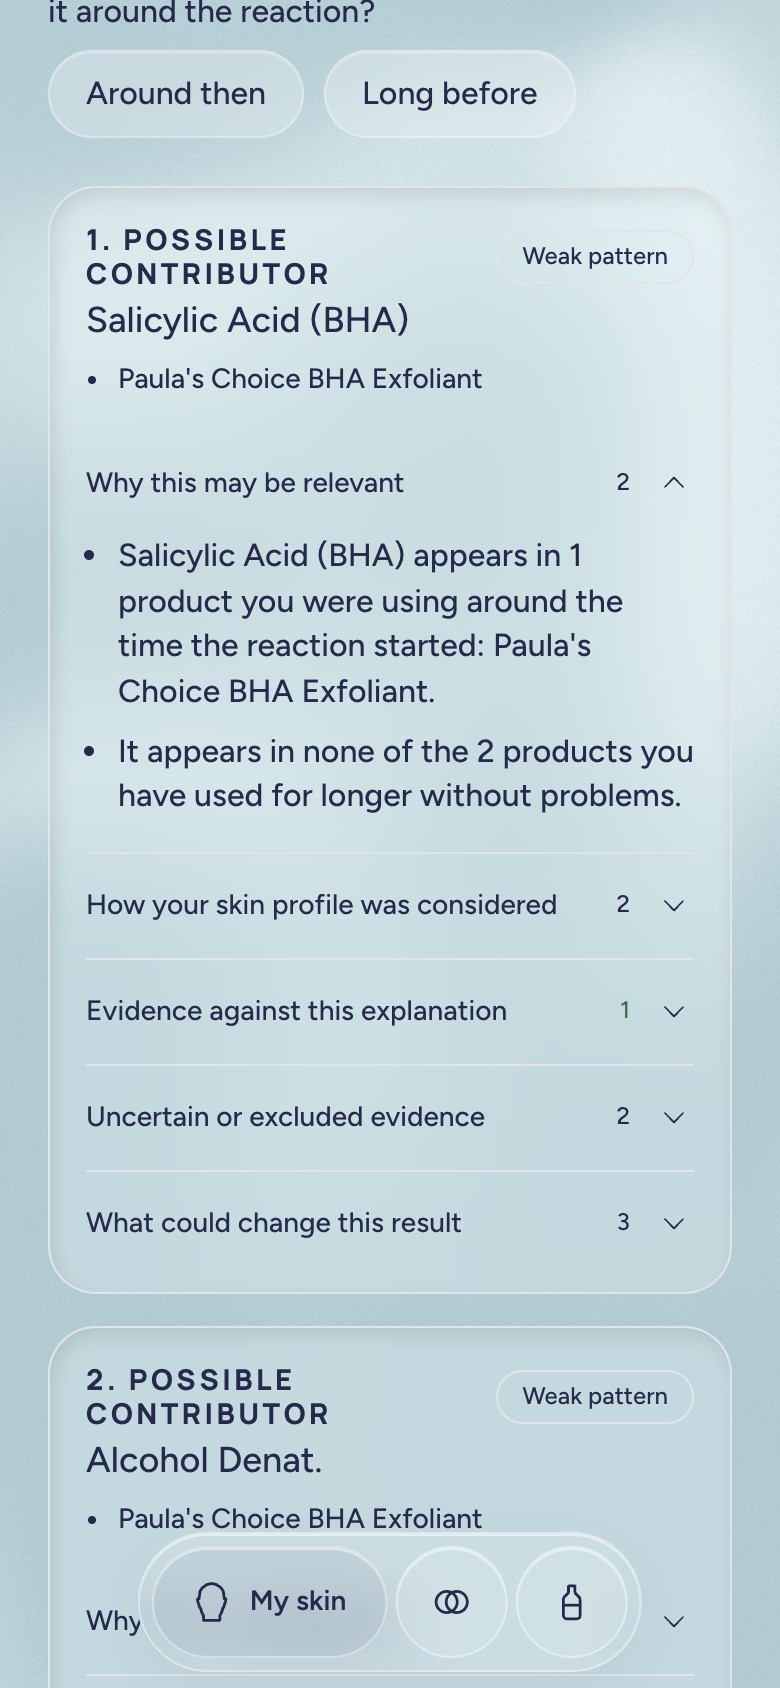 it around the reaction?
Around then
Long before
1. POSSIBLE
CONTRIBUTOR
Weak pattern
Salicylic Acid (BHA)
• Paula's Choice BHA Exfoliant
Why this may be relevant 2
• Salicylic Acid (BHA) appears in 1
product you were using around the
time the reaction started: Paula's
Choice BHA Exfoliant.
• It appears in none of the 2 products you
have used for longer without problems.
How your skin profile was considered 2
Evidence against this explanation 1
Uncertain or excluded evidence 2
What could change this result 3
2. POSSIBLE
CONTRIBUTOR
Weak pattern
Alcohol Denat.
• Paula's Choice BHA Exfoliant
Why
My skin